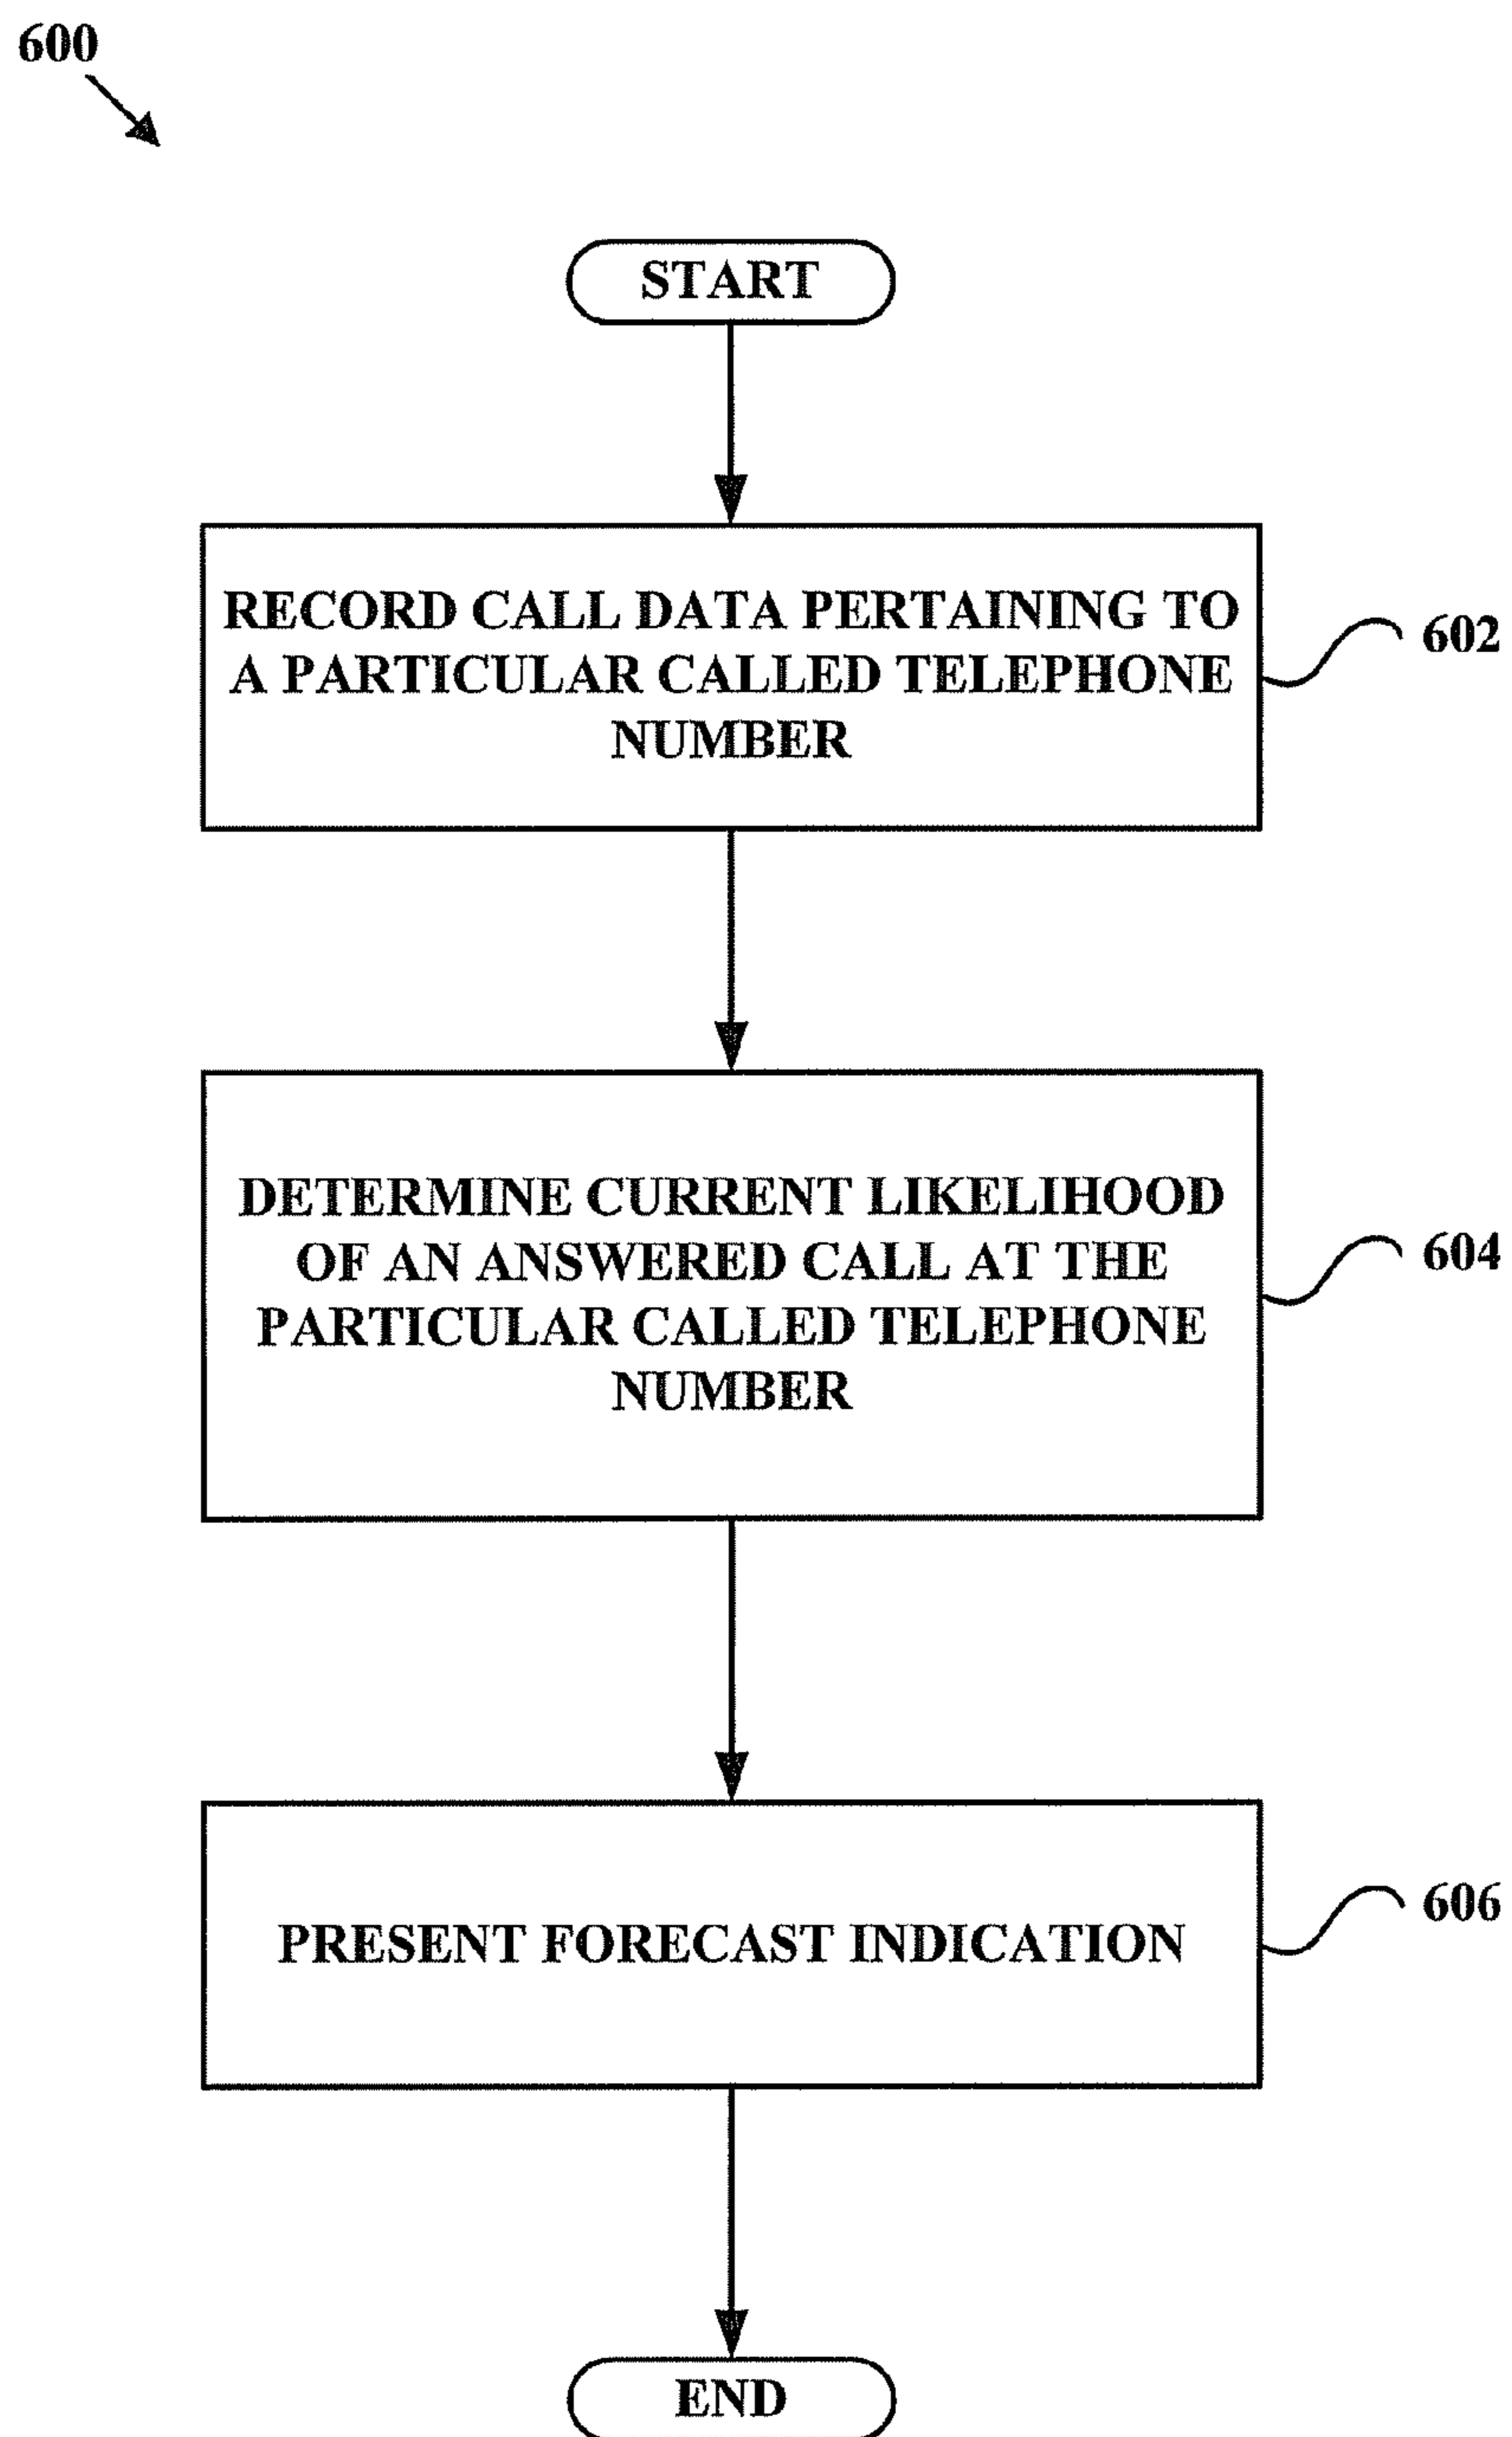 600
START
RECORD CALL DATA PERTAINING TO
A PARTICULAR CALLED TELEPHONE
NUMBER
602
DETERMINE CURRENT LIKELIHOOD
OF AN ANSWERED CALL AT THE
PARTICULAR CALLED TELEPHONE
NUMBER
604
PRESENT FORECAST INDICATION
606
END